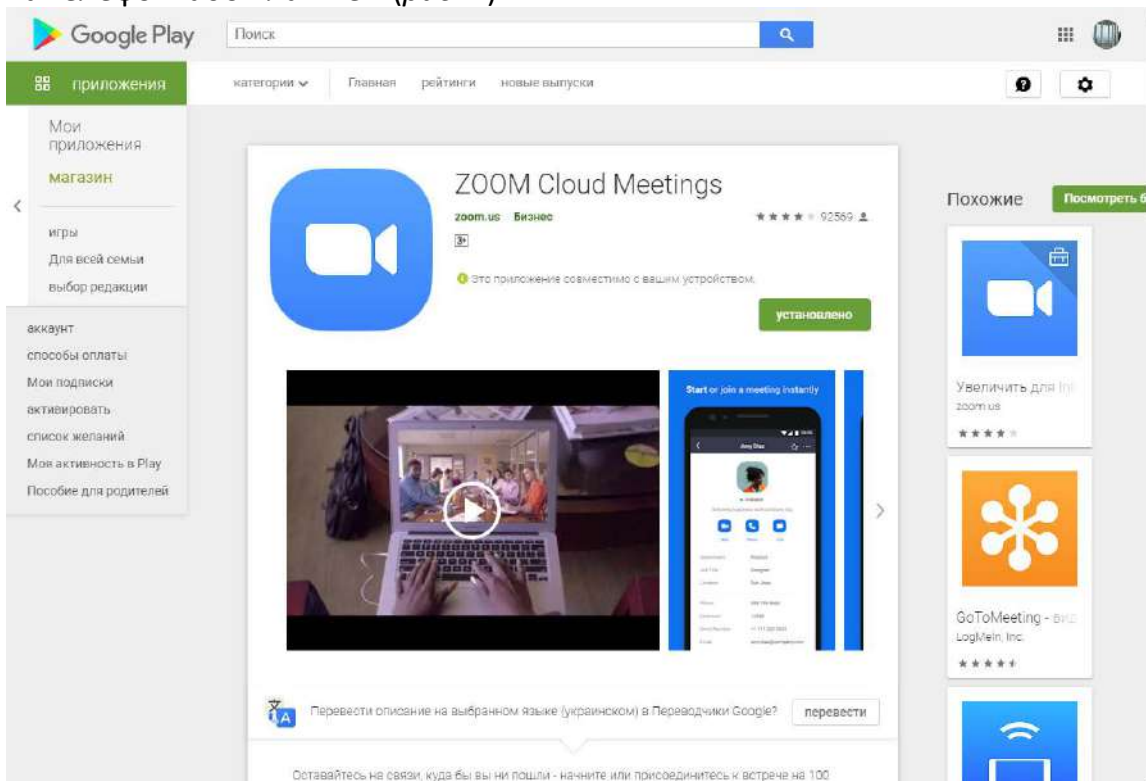 Google Play
Поиск
приложения
категории
Главная
рейтинги
новые выпуски
Мои
приложения
магазин
игры
Для всей семьи
выбор редакции
аккаунт
способы оплаты
Мои подписки
активировать
список желаний
Моя активность в Play
Пособие для родителей
ZOOM Cloud Meetings
zoom.us Бизнес
92569
3+
Это приложение совместимо с вашим устройством.
установлено
Start or join a meeting instantly
Перевести описание на выбранном языке (украинском) в Переводчики Google?
перевести
Оставайтесь на связи, куда бы вы ни пошли - начните или присоединитесь к встрече на 100
Похожие
Посмотреть б
Увеличить для
zoom us
GoToMeeting -
LogMeIn, Inc.